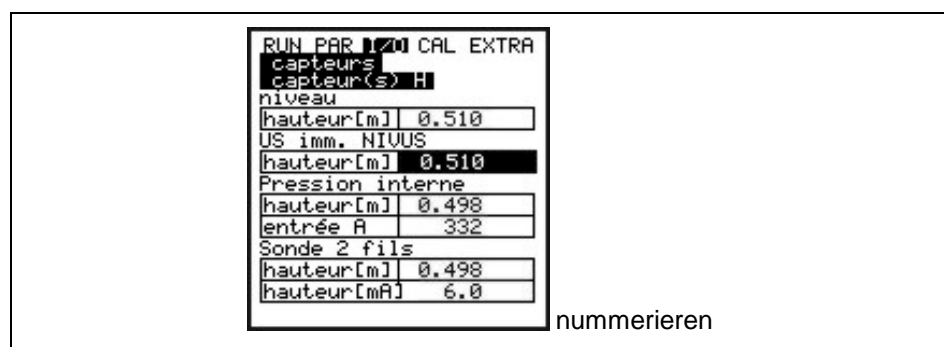 RUN PAR I/O CAL EXTRA
capteurs
capteur(s) H
niveau
hauteur[m] 0.510
US imm. NIVUS
hauteur[m] 0.510
Pression interne
hauteur[m] 0.498
entrée A 332
Sonde 2 fils
hauteur[m] 0.498
hauteur[mA] 6.0
nummerieren